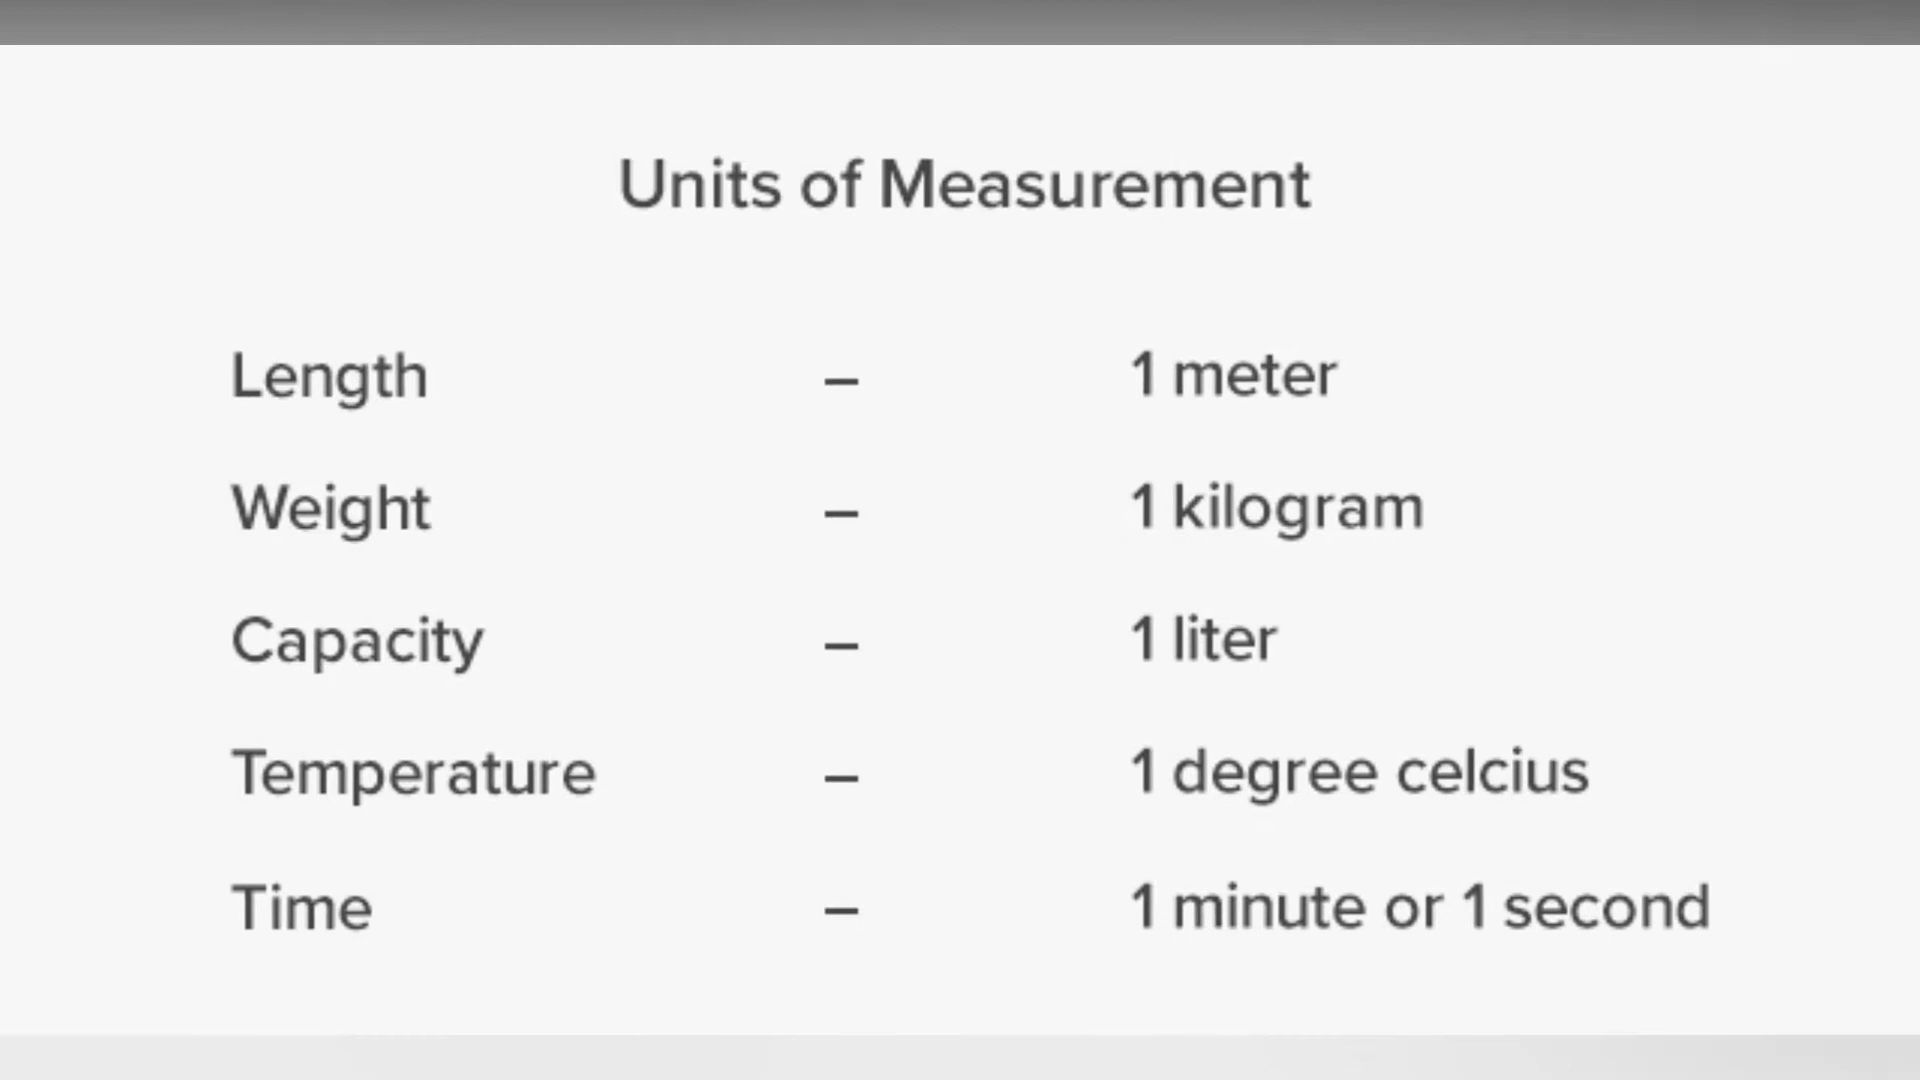 Units of Measurement
Length – 1 meter
Weight – 1 kilogram
Capacity – 1 liter
Temperature – 1 degree celcius
Time – 1 minute or 1 second